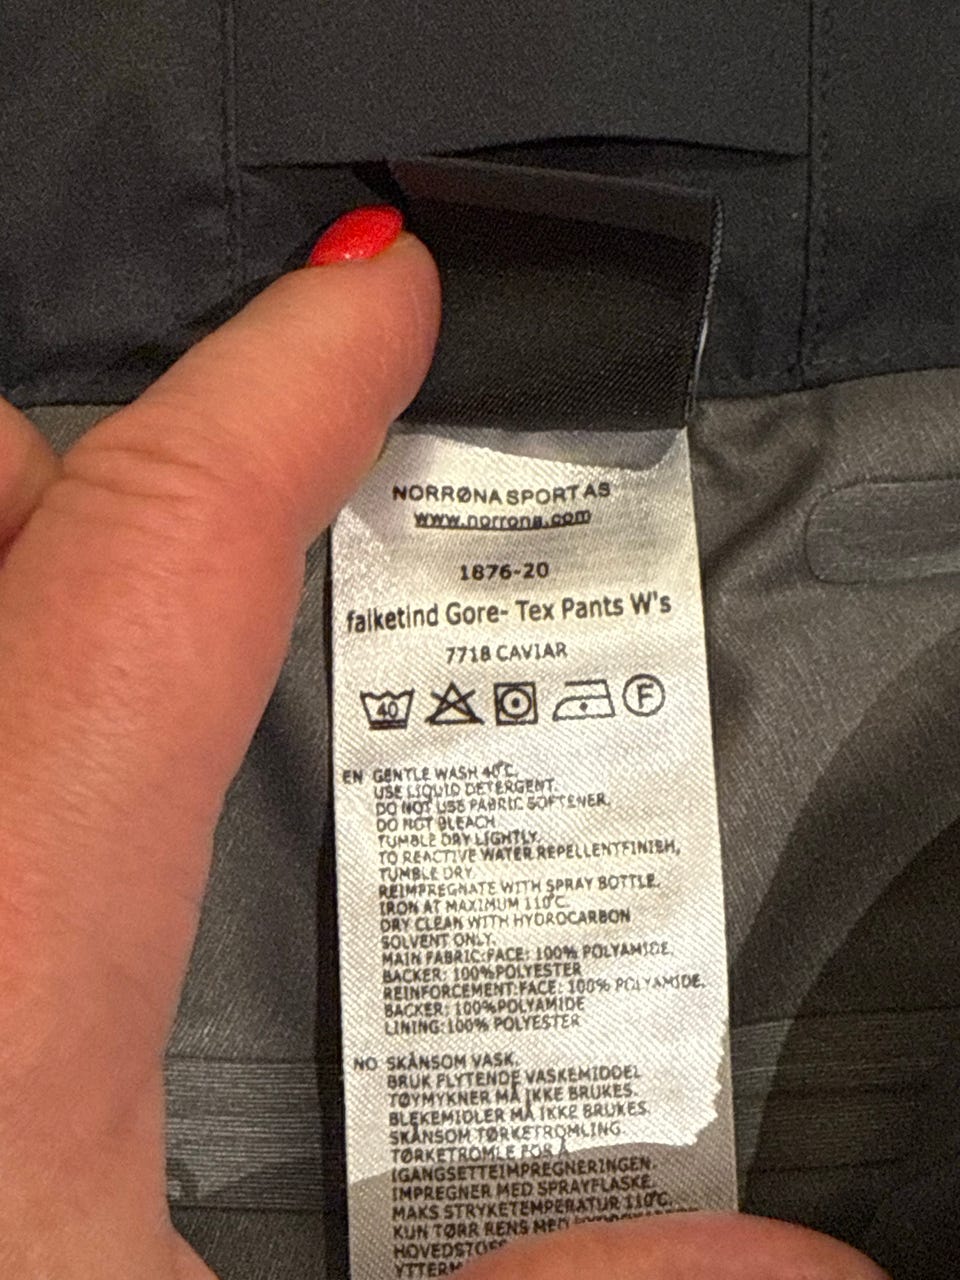 NORRØNA SPORT AS
www.norrona.com
1876-20
falketind Gore- Tex Pants W's
7718 CAVIAR
40
F
EN GENTLE WASH 40°C.
USE LIQUID DETERGENT.
DO NOT USE FABRIC SOFTENER.
DO NOT BLEACH
TUMBLE DRY LIGHTLY.
TO REACTIVE WATER REPELLENTFINISH,
TUMBLE DRY.
REIMPREGNATE WITH SPRAY BOTTLE.
IRON AT MAXIMUM 110°C.
DRY CLEAN WITH HYDROCARBON
SOLVENT ONLY.
MAIN FABRIC:FACE: 100% POLYAMIDE.
BACKER: 100%POLYESTER
REINFORCEMENT:FACE: 100% POLYAMIDE.
BACKER: 100%POLYAMIDE
LINING:100% POLYESTER
NO SKÅNSOM VASK.
BRUK FLYTENDE VASKEMIDDEL
TØYMYKNER MÅ IKKE BRUKES.
BLEKEMIDLER MÅ IKKE BRUKES.
SKÅNSOM TØRKETROMLING.
TØRKETROMLE FOR Å
IGANGSETTEIMPREGNERINGEN.
IMPREGNER MED SPRAYFLASKE.
MAKS STRYKETEMPERATUR 110°C.
KUN TØRR RENS MED